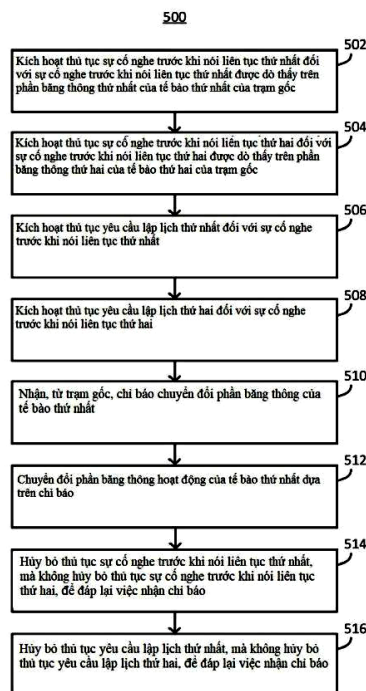 500
502
Kích hoạt thủ tục sự cố nghe trước khi nói liên tục thứ nhất đối
với sự cố nghe trước khi nói liên tục thứ nhất được dò thấy trên
phần băng thông thứ nhất của tế bào thứ nhất của trạm gốc
504
Kích hoạt thủ tục sự cố nghe trước khi nói liên tục thứ hai đối với
sự cố nghe trước khi nói liên tục thứ hai được dò thấy trên phần
băng thông thứ hai của tế bào thứ hai của trạm gốc
506
Kích hoạt thủ tục yêu cầu lập lịch thứ nhất đối với sự cố nghe
trước khi nói liên tục thứ nhất
508
Kích hoạt thủ tục yêu cầu lập lịch thứ hai đối với sự cố nghe
trước khi nói liên tục thứ hai
510
Nhận, từ trạm gốc, chỉ báo chuyển đổi phần băng thông của
tế bào thứ nhất
512
Chuyển đổi phần băng thông hoạt động của tế bào thứ nhất dựa
trên chỉ báo
514
Hủy bỏ thủ tục sự cố nghe trước khi nói liên tục thứ nhất,
mà không hủy bỏ thủ tục sự cố nghe trước khi nói liên tục
thứ hai, để đáp lại việc nhận chỉ báo
516
Hủy bỏ thủ tục yêu cầu lập lịch thứ nhất, mà không hủy bỏ
thủ tục yêu cầu lập lịch thứ hai, để đáp lại việc nhận chỉ báo